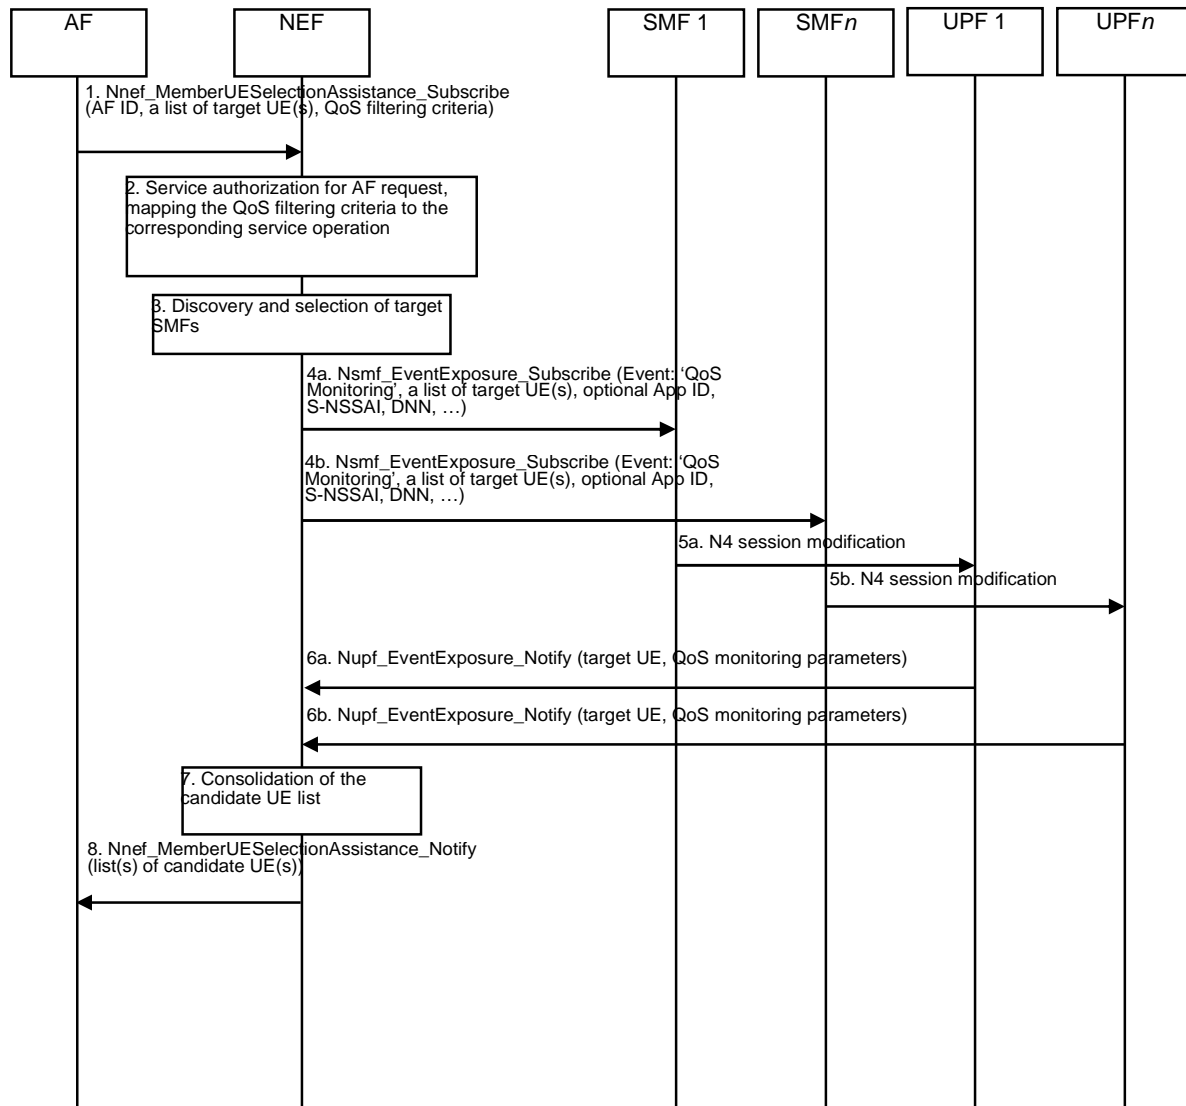 AF
NEF
SMF 1
SMFn
UPF 1
UPFn
1. Nnef_MemberUESelectionAssistance_Subscribe
(AF ID, a list of target UE(s), QoS filtering criteria)
2. Service authorization for AF request,
mapping the QoS filtering criteria to the
corresponding service operation
3. Discovery and selection of target
SMFs
4a. Nsmf_EventExposure_Subscribe (Event: ‘QoS
Monitoring’, a list of target UE(s), optional App ID,
S-NSSAI, DNN, …)
4b. Nsmf_EventExposure_Subscribe (Event: ‘QoS
Monitoring’, a list of target UE(s), optional App ID,
S-NSSAI, DNN, …)
5a. N4 session modification
5b. N4 session modification
6a. Nupf_EventExposure_Notify (target UE, QoS monitoring parameters)
6b. Nupf_EventExposure_Notify (target UE, QoS monitoring parameters)
7. Consolidation of the
candidate UE list
8. Nnef_MemberUESelectionAssistance_Notify
(list(s) of candidate UE(s))